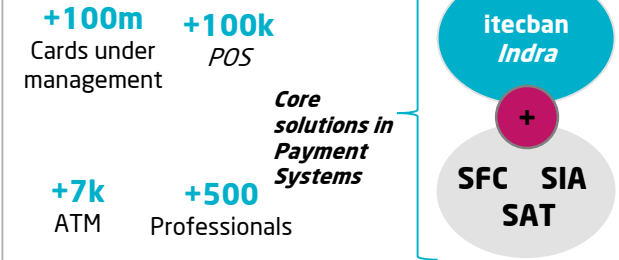 +100m
Cards under
management
+100k
POS
Core
solutions in
Payment
Systems
+7k
ATM
+500
Professionals
itecban
Indra
+
SFC SIA
SAT